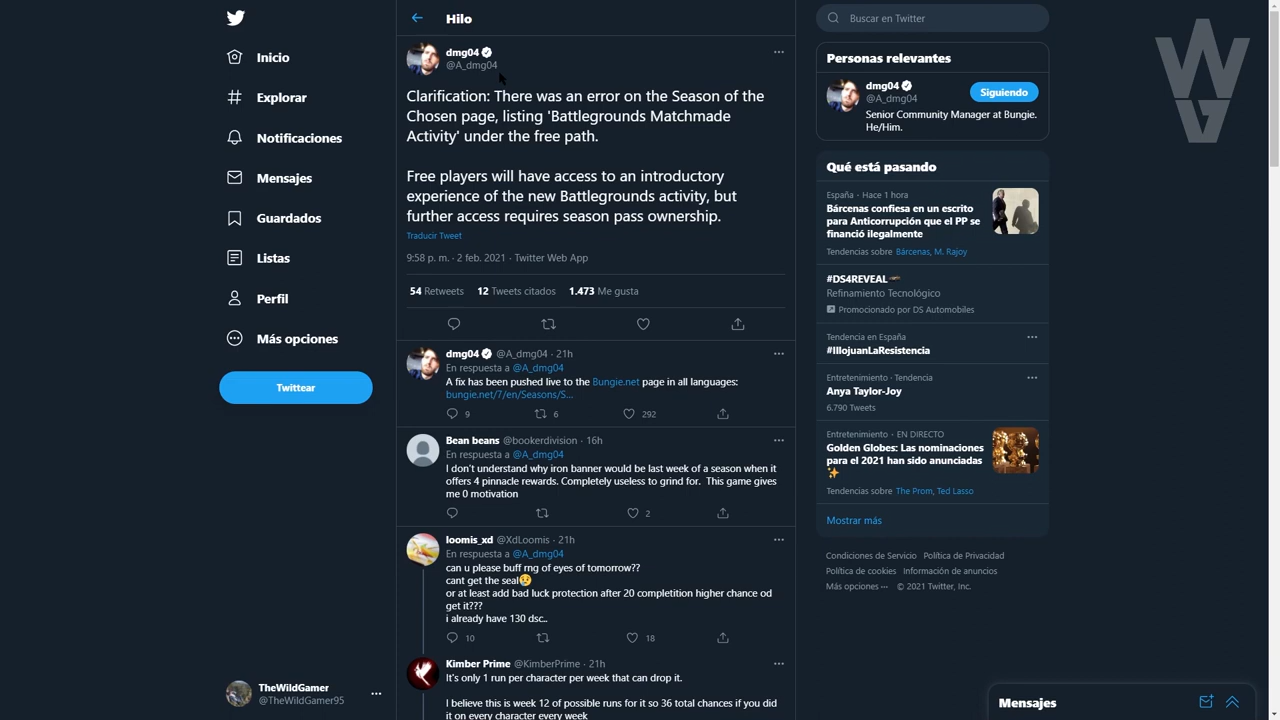 Inicio
Explorar
Notificaciones
Mensajes
Guardados
Listas
Perfil
Más opciones
Twittear
TheWildGamer
@TheWildGamer95
Hilo
dmg04
@A_dmg04
Clarification: There was an error on the Season of the
Chosen page, listing 'Battlegrounds Matchmade
Activity' under the free path.
Free players will have access to an introductory
experience of the new Battlegrounds activity, but
further access requires season pass ownership.
Traducir Tweet
9:58 p. m. · 2 feb. 2021 · Twitter Web App
54 Retweets 12 Tweets citados 1.473 Me gusta
dmg04 @A_dmg04 · 21h
En respuesta a @A_dmg04
A fix has been pushed live to the Bungie.net page in all languages:
bungie.net/7/en/Seasons/S...
9 6 292
Bean beans @bookerdivision · 16h
En respuesta a @A_dmg04
I don't understand why iron banner would be last week of a season when it
offers 4 pinnacle rewards. Completely useless to grind for. This game gives
me 0 motivation
2
loomis_xd @XdLoomis · 21h
En respuesta a @A_dmg04
can u please buff rng of eyes of tomorrow??
cant get the seal😢
or at least add bad luck protection after 20 completition higher chance od
get it???
i already have 130 dsc..
10 18
Kimber Prime @KimberPrime · 21h
It's only 1 run per character per week that can drop it.
I believe this is week 12 of possible runs for it so 36 total chances if you did
it on every character every week
Buscar en Twitter
Personas relevantes
dmg04
@A_dmg04
Siguiendo
Senior Community Manager at Bungie.
He/Him.
Qué está pasando
España · Hace 1 hora
Bárcenas confiesa en un escrito
para Anticorrupción que el PP se
financió ilegalmente
Tendencias sobre Bárcenas, M. Rajoy
#DS4REVEAL
Refinamiento Tecnológico
Promocionado por DS Automobiles
Tendencia en España
#IllojuanLaResistencia
Entretenimiento · Tendencia
Anya Taylor-Joy
6.790 Tweets
Entretenimiento · EN DIRECTO
Golden Globes: Las nominaciones
para el 2021 han sido anunciadas
✨
Tendencias sobre The Prom, Ted Lasso
Mostrar más
Condiciones de Servicio Política de Privacidad
Política de cookies Información de anuncios
Más opciones ··· © 2021 Twitter, Inc.
Mensajes
WG